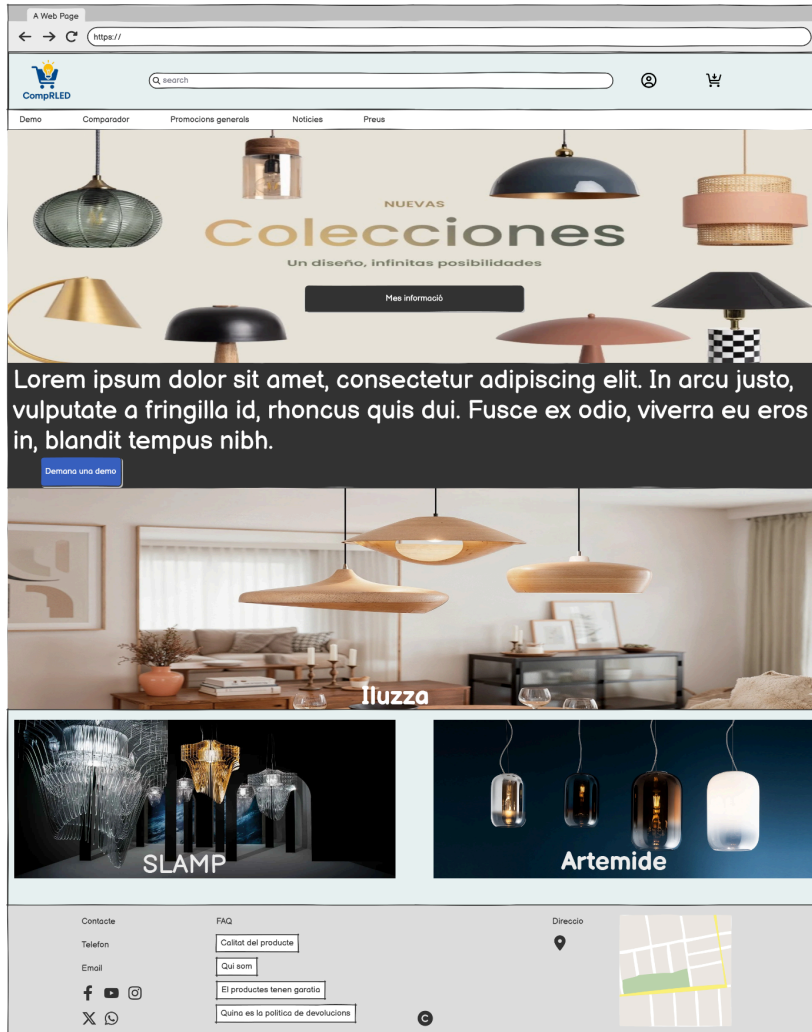 A Web Page
https://
CompRLED
search
Demo
Comparador
Promocions generals
Noticies
Preus
NUEVAS
Colecciones
Un diseño, infinitas posibilidades
Mes informació
Lorem ipsum dolor sit amet, consectetur adipiscing elit. In arcu justo,
vulputate a fringilla id, rhoncus quis dui. Fusce ex odio, viverra eu eros
in, blandit tempus nibh.
Demana una demo
Iluzza
SLAMP
Artemide
Contacte
Telefon
Email
FAQ
Calitat del producte
Qui som
El productes tenen garatia
Quina es la politica de devolucions
C
Direccio